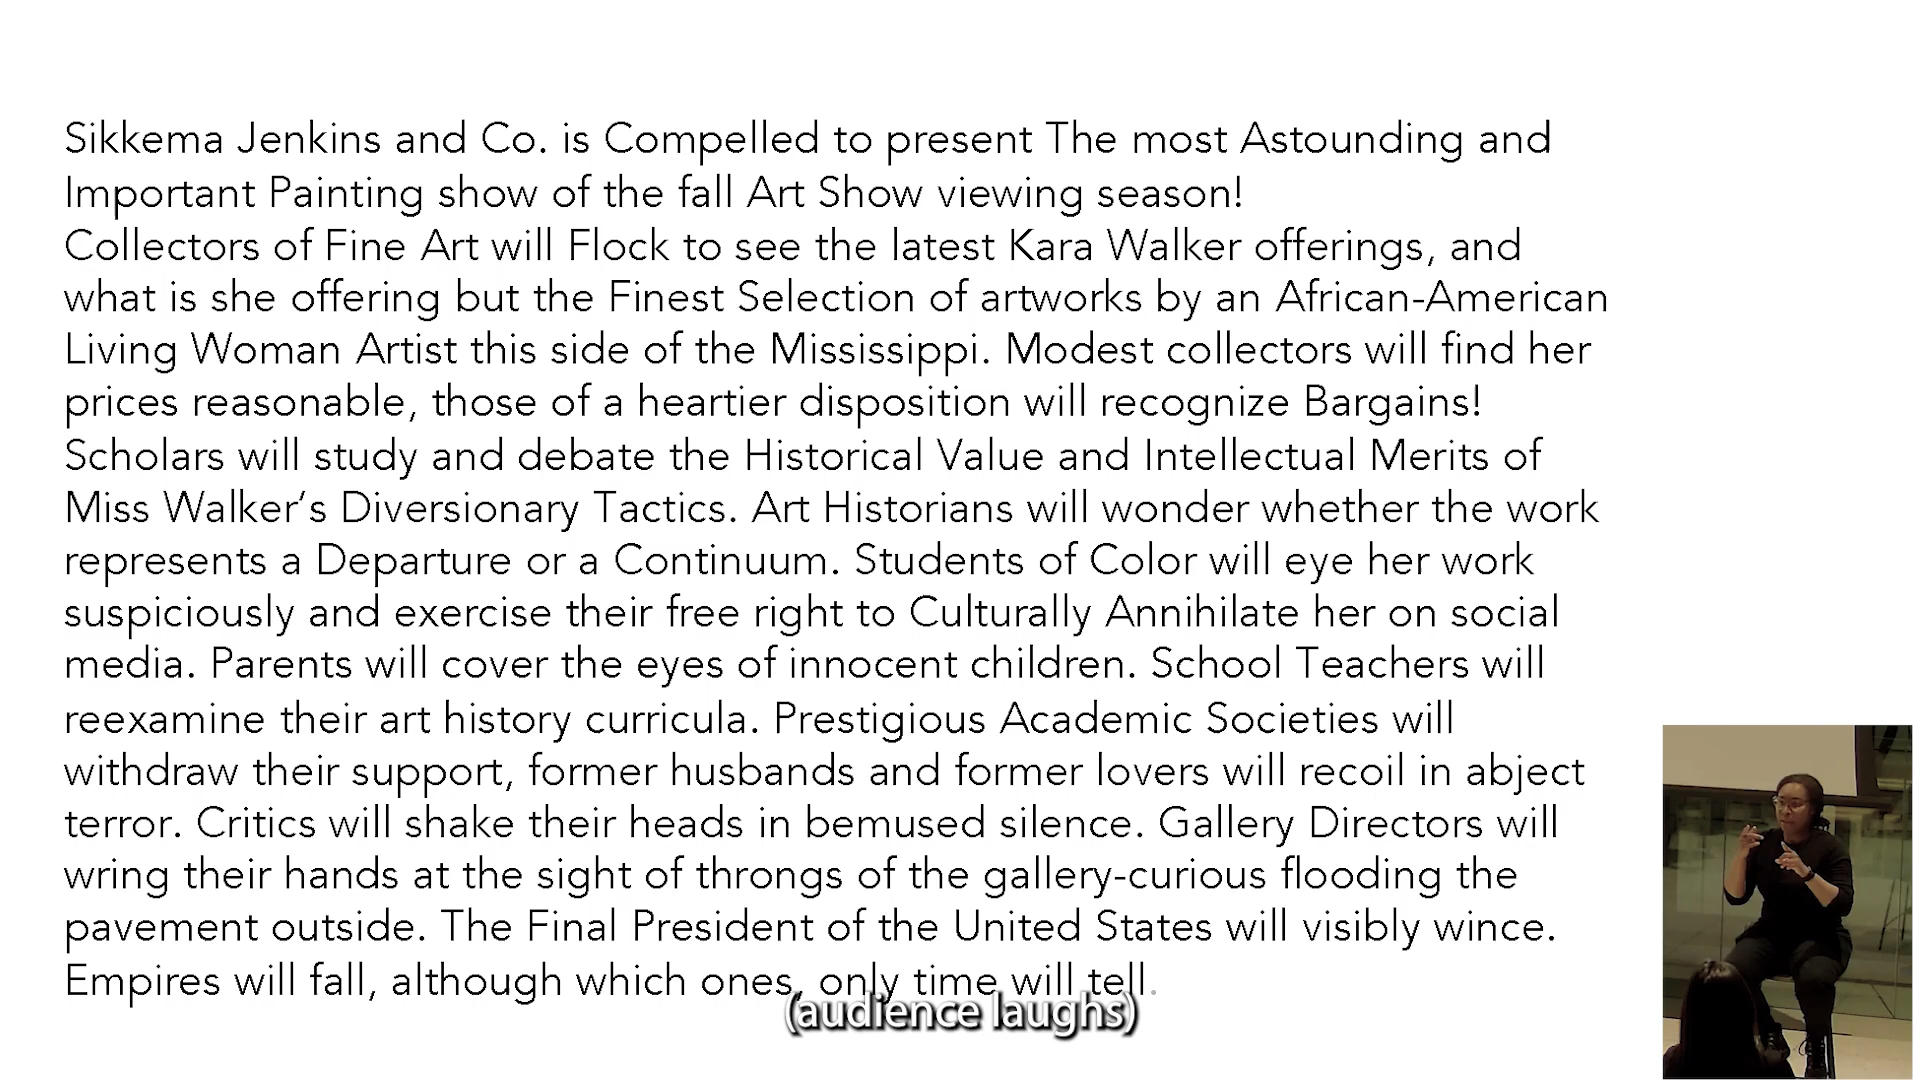 Sikkema Jenkins and Co. is Compelled to present The most Astounding and
Important Painting show of the fall Art Show viewing season!
Collectors of Fine Art will Flock to see the latest Kara Walker offerings, and
what is she offering but the Finest Selection of artworks by an African-American
Living Woman Artist this side of the Mississippi. Modest collectors will find her
prices reasonable, those of a heartier disposition will recognize Bargains!
Scholars will study and debate the Historical Value and Intellectual Merits of
Miss Walker’s Diversionary Tactics. Art Historians will wonder whether the work
represents a Departure or a Continuum. Students of Color will eye her work
suspiciously and exercise their free right to Culturally Annihilate her on social
media. Parents will cover the eyes of innocent children. School Teachers will
reexamine their art history curricula. Prestigious Academic Societies will
withdraw their support, former husbands and former lovers will recoil in abject
terror. Critics will shake their heads in bemused silence. Gallery Directors will
wring their hands at the sight of throngs of the gallery-curious flooding the
pavement outside. The Final President of the United States will visibly wince.
Empires will fall, although which ones, only time will tell.
(audience laughs)